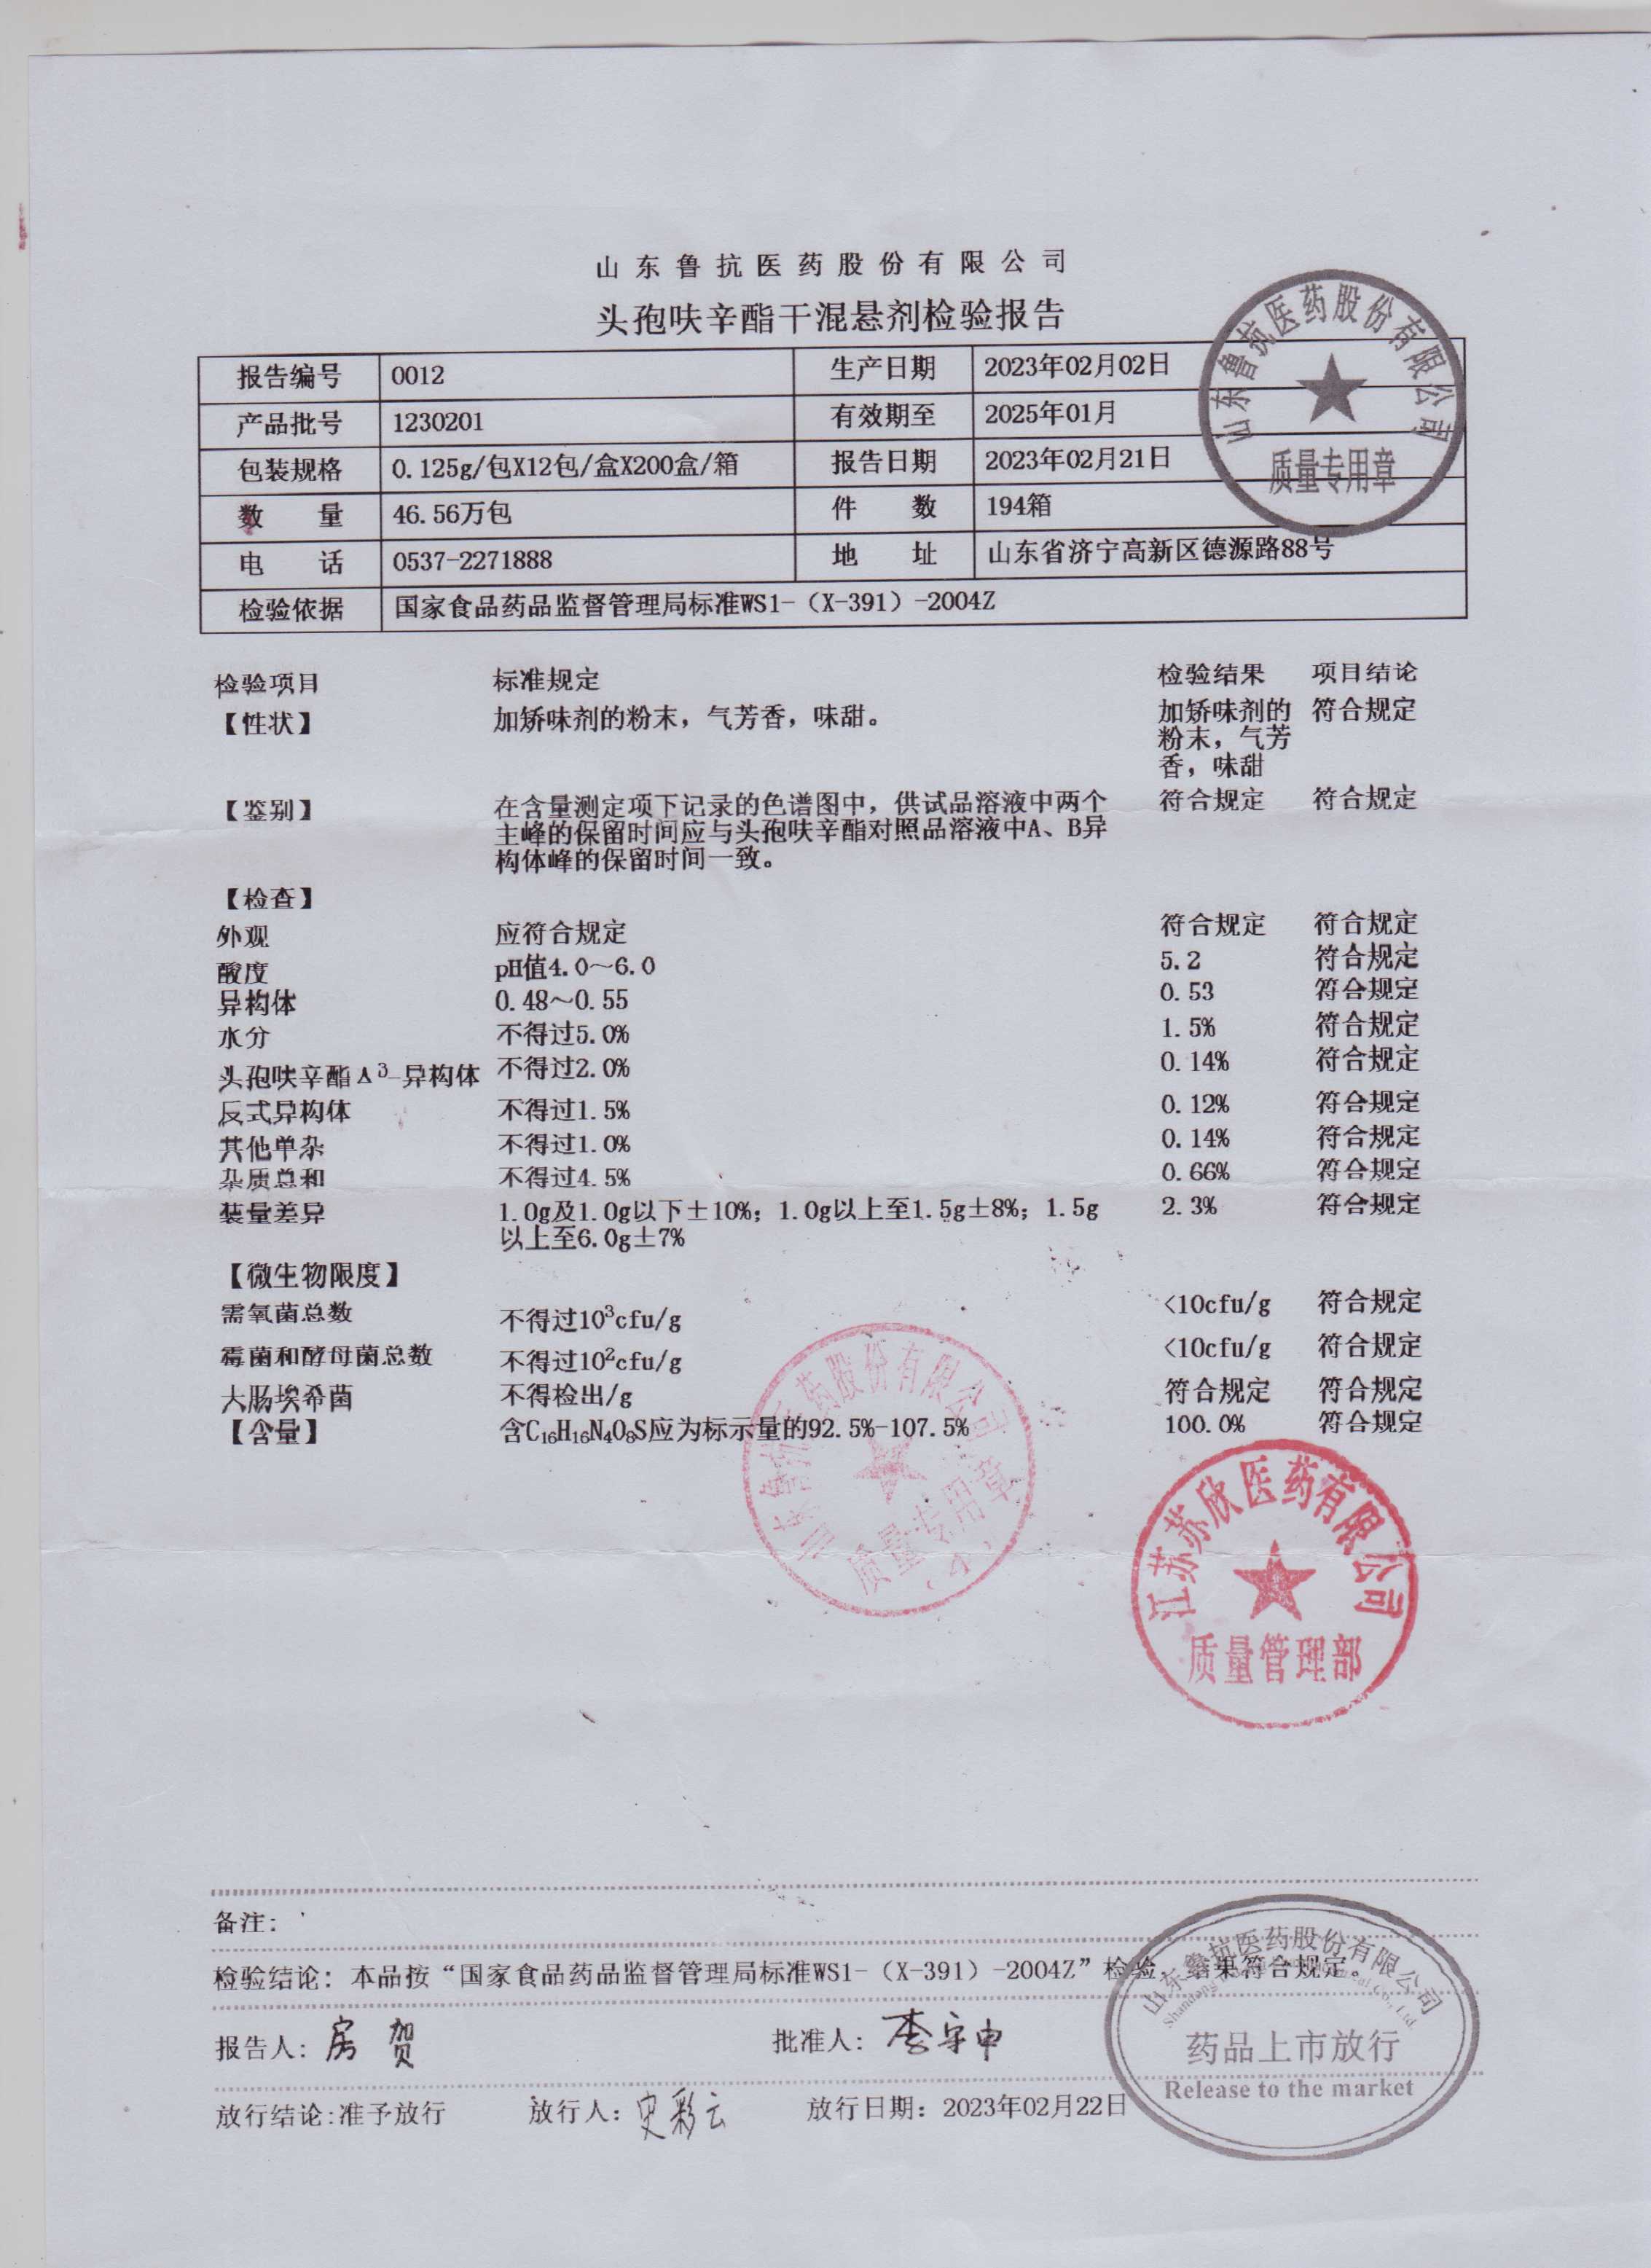 山东鲁抗医药股份有限公司
头孢呋辛酯干混悬剂检验报告
报告编号 0012 生产日期 2023年02月02日
产品批号 1230201 有效期至 2025年01月
包装规格 0.125g/包X12包/盒X200盒/箱 报告日期 2023年02月21日
数量 46.56万包 件数 194箱
电话 0537-2271888 地址 山东省济宁高新区德源路88号
检验依据 国家食品药品监督管理局标准WS1-（X-391）-2004Z
山东鲁抗医药股份有限公司
质量专用章
检验项目 标准规定 检验结果 项目结论
【性状】 加矫味剂的粉末，气芳香，味甜。 加矫味剂的 符合规定
粉末，气芳
香，味甜
【鉴别】 在含量测定项下记录的色谱图中，供试品溶液中两个 符合规定 符合规定
主峰的保留时间应与头孢呋辛酯对照品溶液中A、B异
构体峰的保留时间一致。
【检查】
外观 应符合规定 符合规定 符合规定
酸度 pH值4.0～6.0 5.2 符合规定
异构体 0.48～0.55 0.53 符合规定
水分 不得过5.0% 1.5% 符合规定
头孢呋辛酯Δ³-异构体 不得过2.0% 0.14% 符合规定
反式异构体 不得过1.5% 0.12% 符合规定
其他单杂 不得过1.0% 0.14% 符合规定
杂质总和 不得过4.5% 0.66% 符合规定
装量差异 1.0g及1.0g以下±10%；1.0g以上至1.5g±8%；1.5g 2.3% 符合规定
以上至6.0g±7%
【微生物限度】
需氧菌总数 不得过10³cfu/g <10cfu/g 符合规定
霉菌和酵母菌总数 不得过10²cfu/g <10cfu/g 符合规定
大肠埃希菌 不得检出/g 符合规定 符合规定
【含量】 含C₁₆H₁₆N₄O₈S应为标示量的92.5%-107.5% 100.0% 符合规定
山东鲁抗医药股份有限公司
质量专用章
（4）
江苏苏欣医药有限公司
质量管理部
备注：
检验结论：本品按“国家食品药品监督管理局标准WS1-（X-391）-2004Z”检验，结果符合规定。
报告人：房贺 批准人：李宇申
放行结论：准予放行 放行人：史彩云 放行日期：2023年02月22日
山东鲁抗医药股份有限公司
药品上市放行
Release to the market